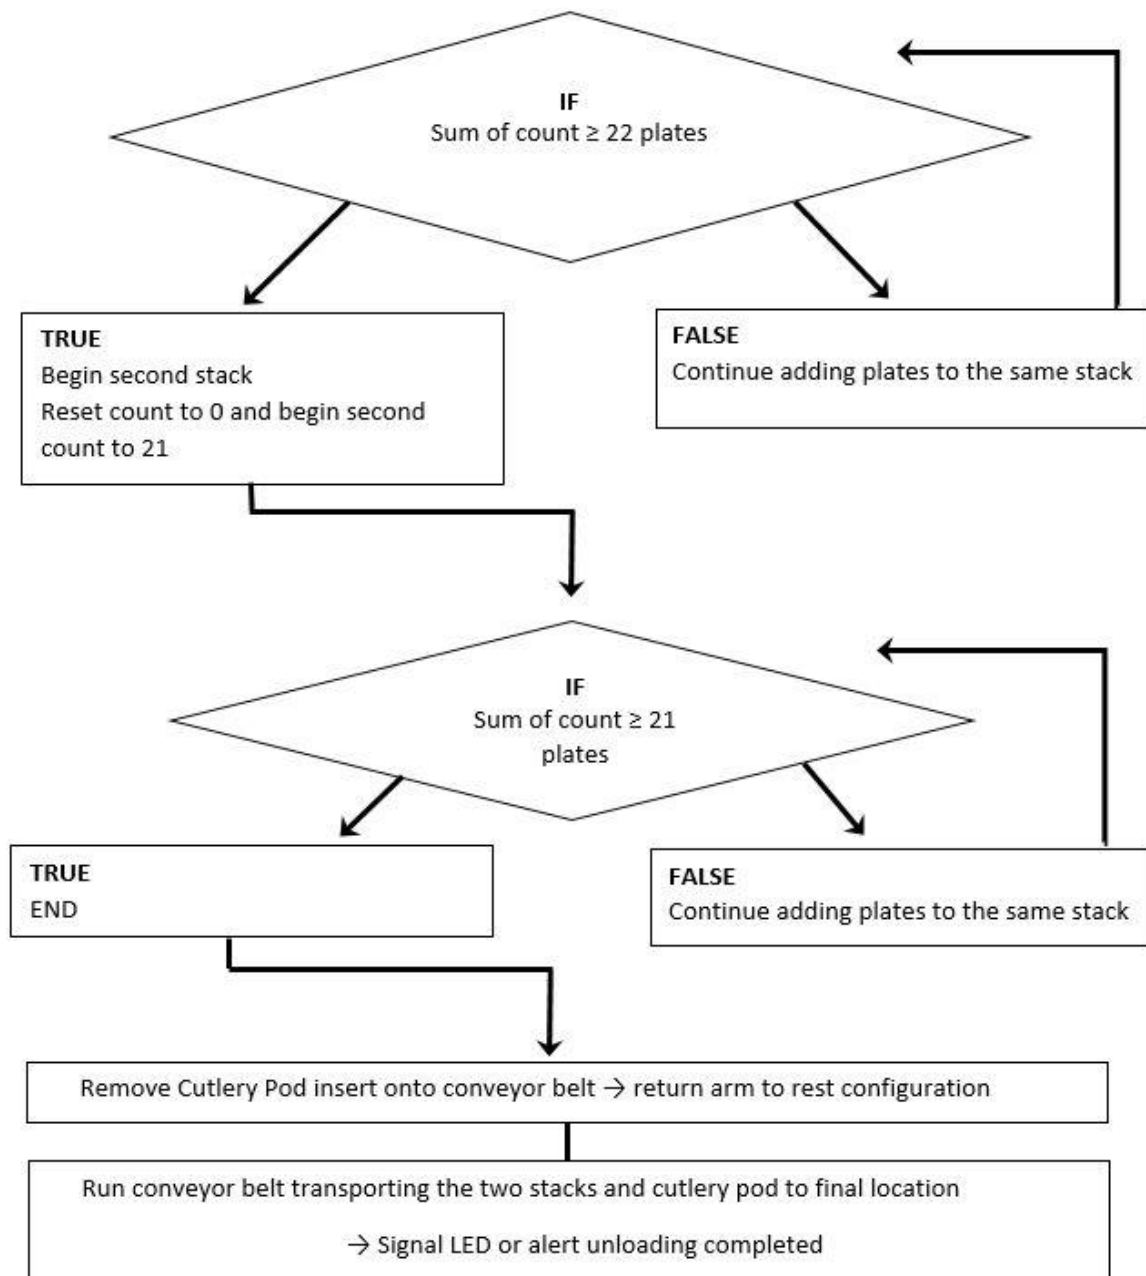 IF
Sum of count ≥ 22 plates
TRUE
Begin second stack
Reset count to 0 and begin second
count to 21
FALSE
Continue adding plates to the same stack
IF
Sum of count ≥ 21
plates
TRUE
END
FALSE
Continue adding plates to the same stack
Remove Cutlery Pod insert onto conveyor belt → return arm to rest configuration
Run conveyor belt transporting the two stacks and cutlery pod to final location
→ Signal LED or alert unloading completed